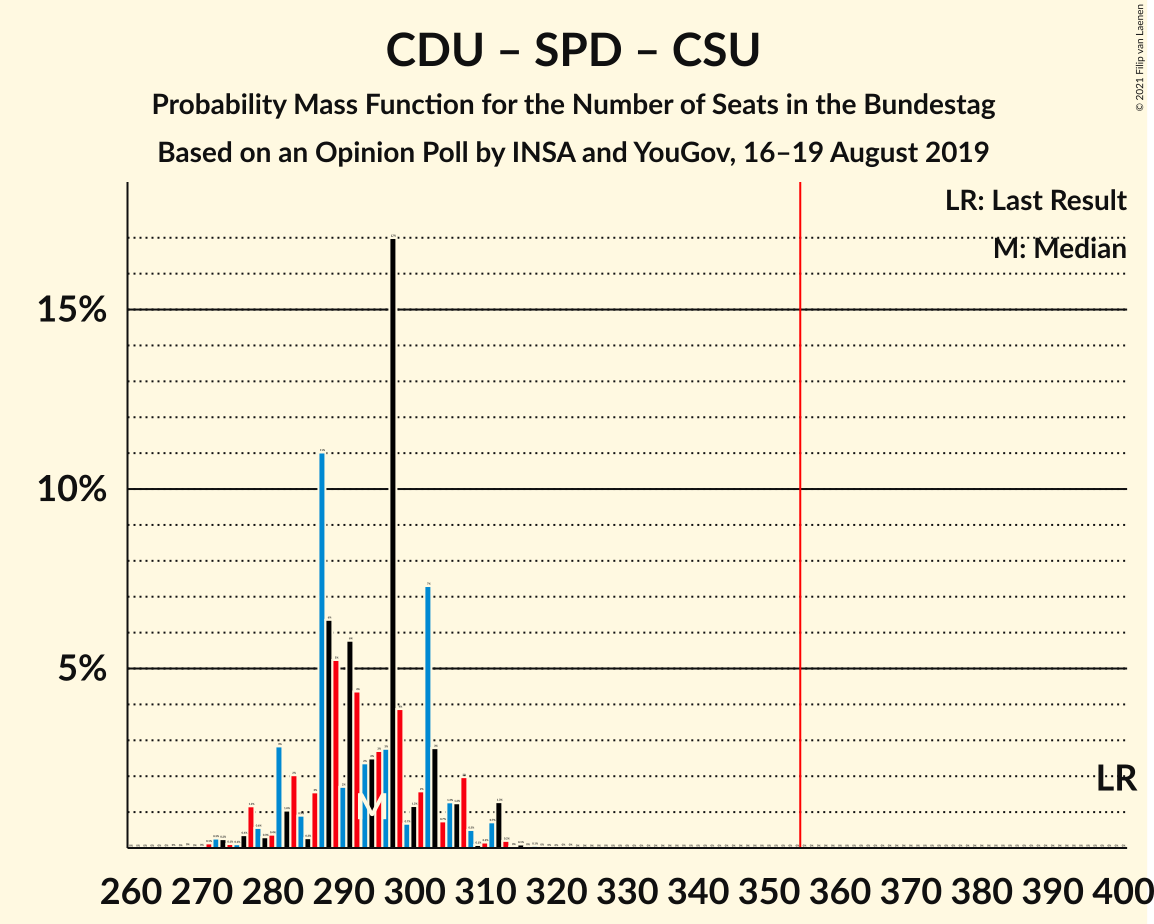 CDU – SPD – CSU
Probability Mass Function for the Number of Seats in the Bundestag
Based on an Opinion Poll by INSA and YouGov, 16–19 August 2019
© 2021 Filip van Laenen
LR: Last Result
M: Median
15%
10%
5%
M
LR
260 270 280 290 300 310 320 330 340 350 360 370 380 390 400